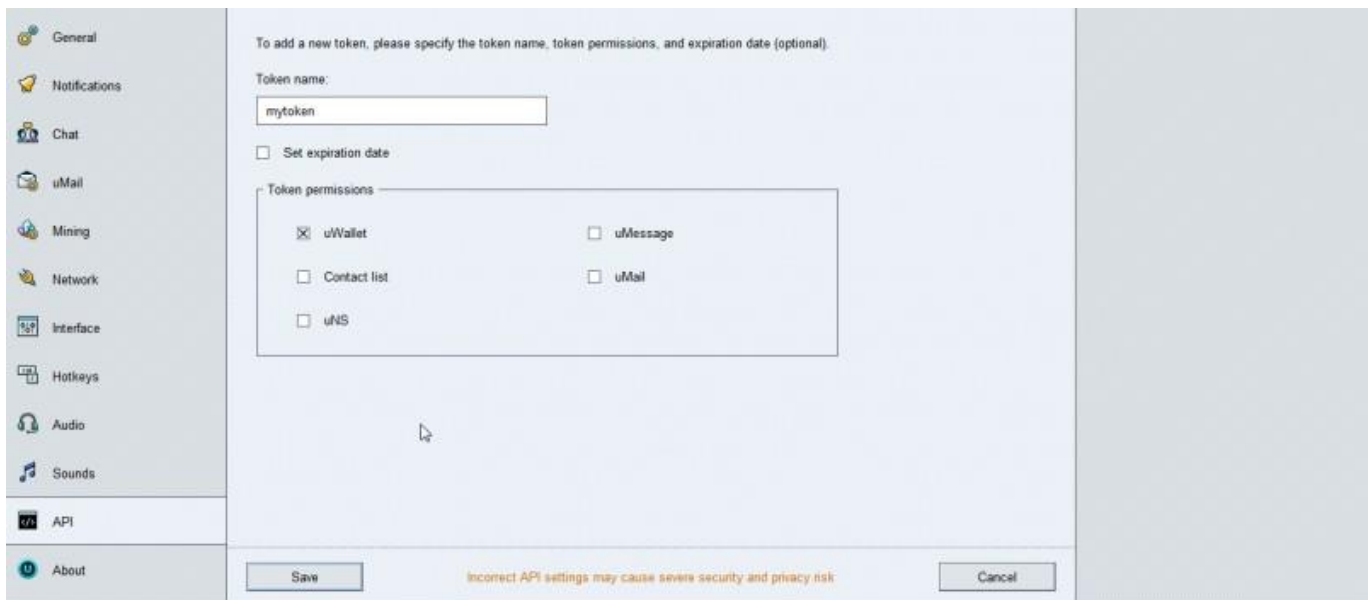 General
Notifications
Chat
uMail
Mining
Network
Interface
Hotkeys
Audio
Sounds
API
About
To add a new token, please specify the token name, token permissions, and expiration date (optional).
Token name:
mytoken
Set expiration date
Token permissions
uWallet
uMessage
Contact list
uMail
uNS
Save
Incorrect API settings may cause severe security and privacy risk
Cancel